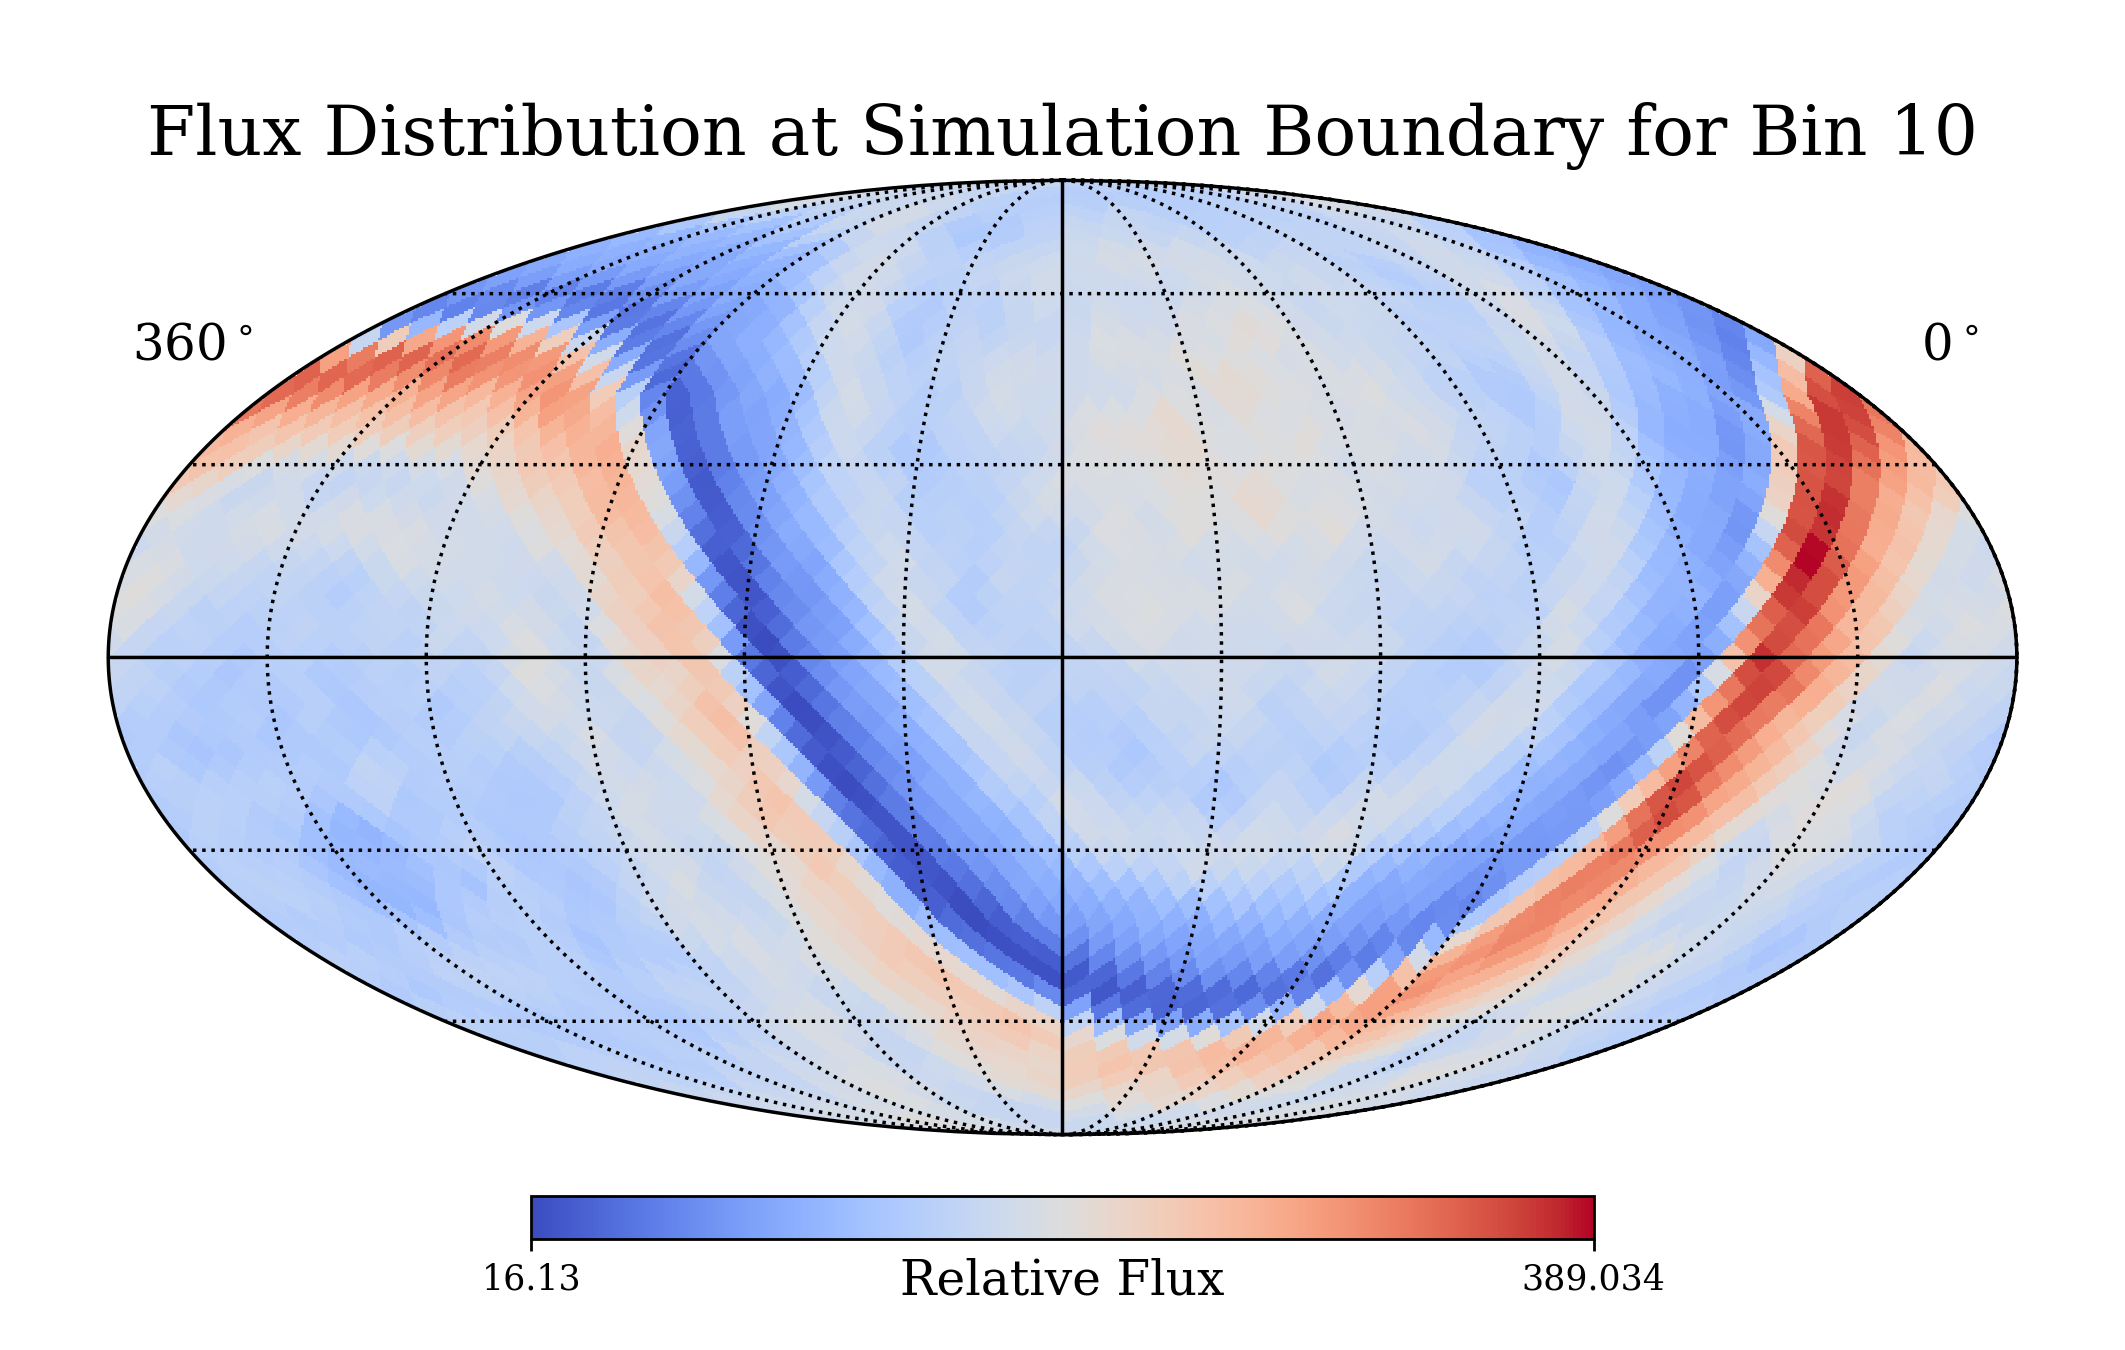 Flux Distribution at Simulation Boundary for Bin 10
360°
0°
16.13
Relative Flux
389.034